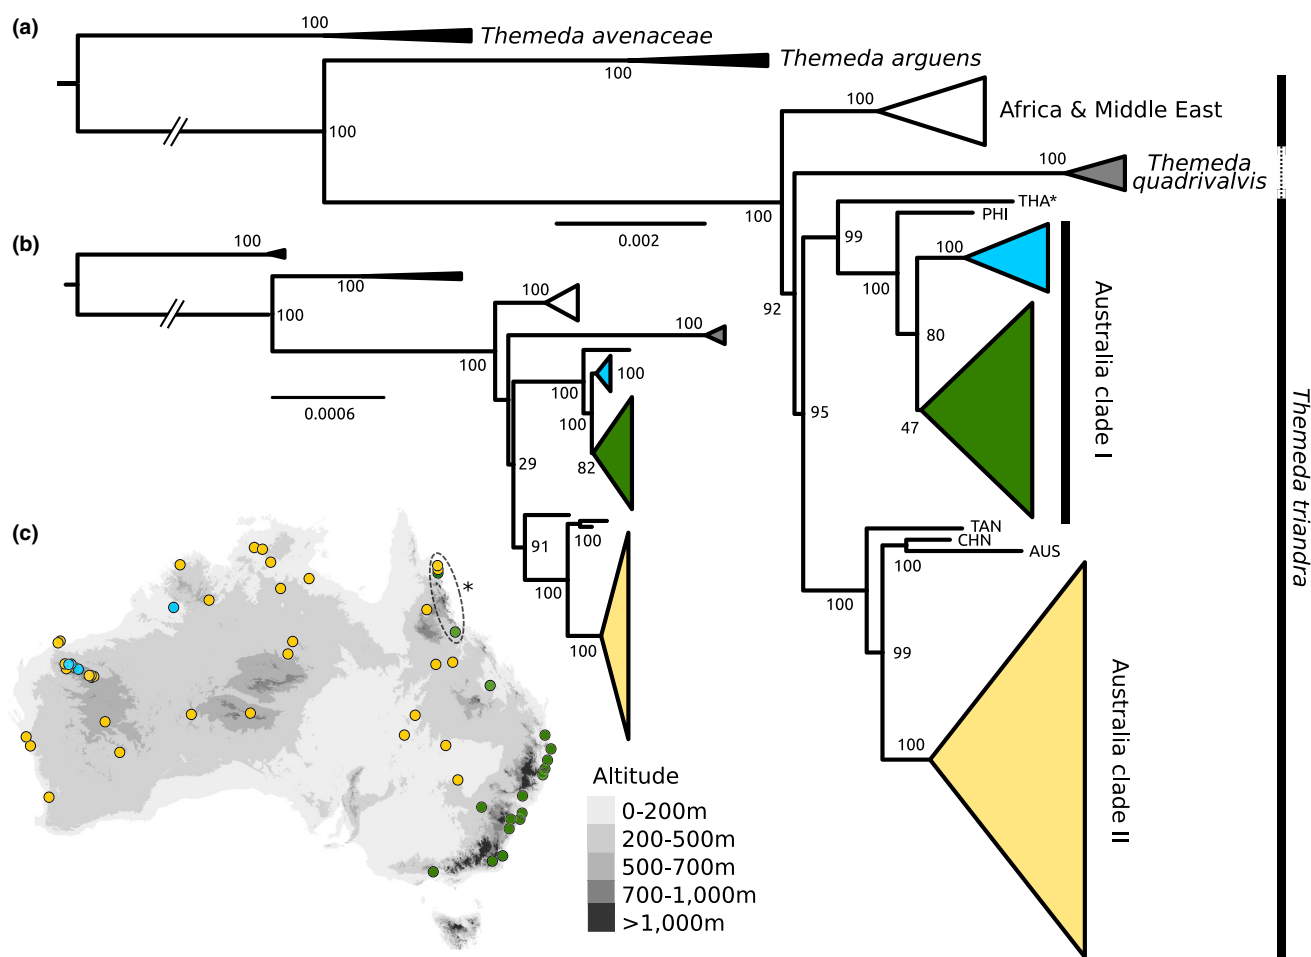 (a)
100
Themeda avenaceae
100
Themeda arguens
100
100
Africa & Middle East
100
Themeda
quadrivalvis
100
THA*
PHI
0.002
99
100
100
92
80
47
95
Australia clade I
TAN
CHN
AUS
100
100
99
100
Australia clade II
Themeda triandra
(b)
100
100
100
100
100
100
0.0006
100
100
100
82
29
91
100
100
100
(c)
*
Altitude
0-200m
200-500m
500-700m
700-1,000m
>1,000m